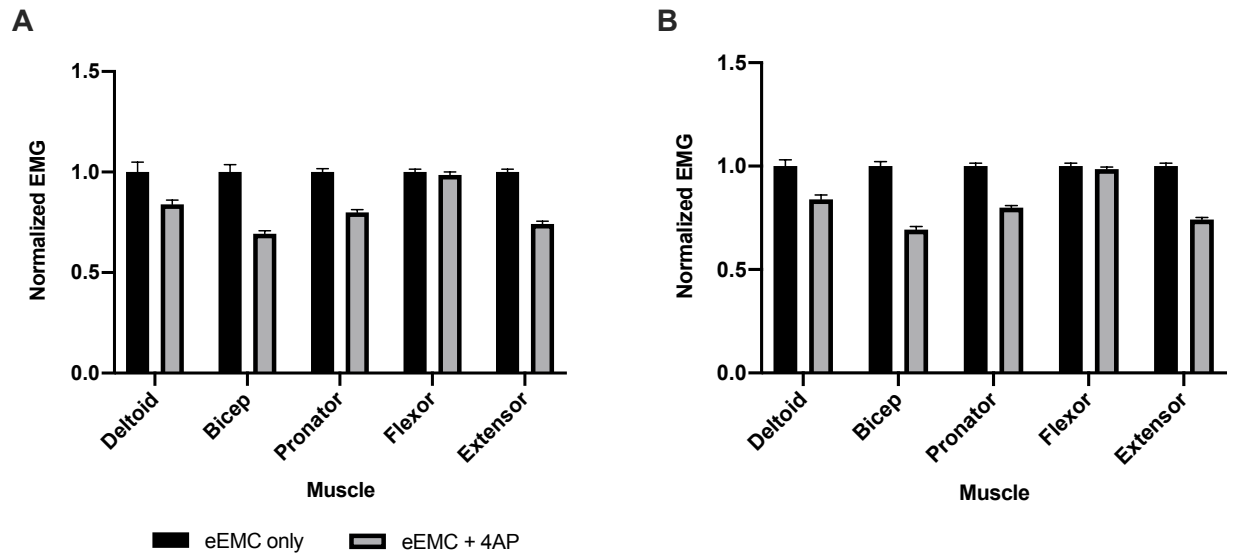 A
Normalized EMG
1.5
1.0
0.5
0.0
Deltoid
Bicep
Pronator
Flexor
Extensor
Muscle
eEMC only
eEMC + 4AP
B
Normalized EMG
1.5
1.0
0.5
0.0
Deltoid
Bicep
Pronator
Flexor
Extensor
Muscle